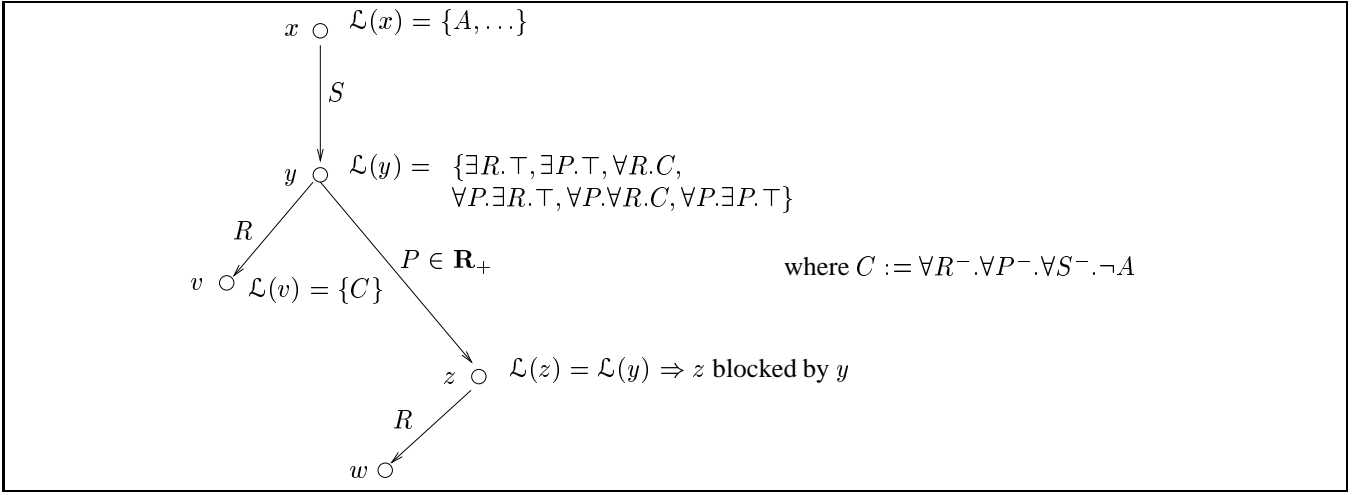 x ℒ(x) = {A, . . .}
S
y ℒ(y) = {∃R.⊤, ∃P.⊤, ∀R.C,
∀P.∃R.⊤, ∀P.∀R.C, ∀P.∃P.⊤}
R
P ∈ R₊
where C := ∀R⁻.∀P⁻.∀S⁻.¬A
v ℒ(v) = {C}
z ℒ(z) = ℒ(y) ⇒ z blocked by y
R
w